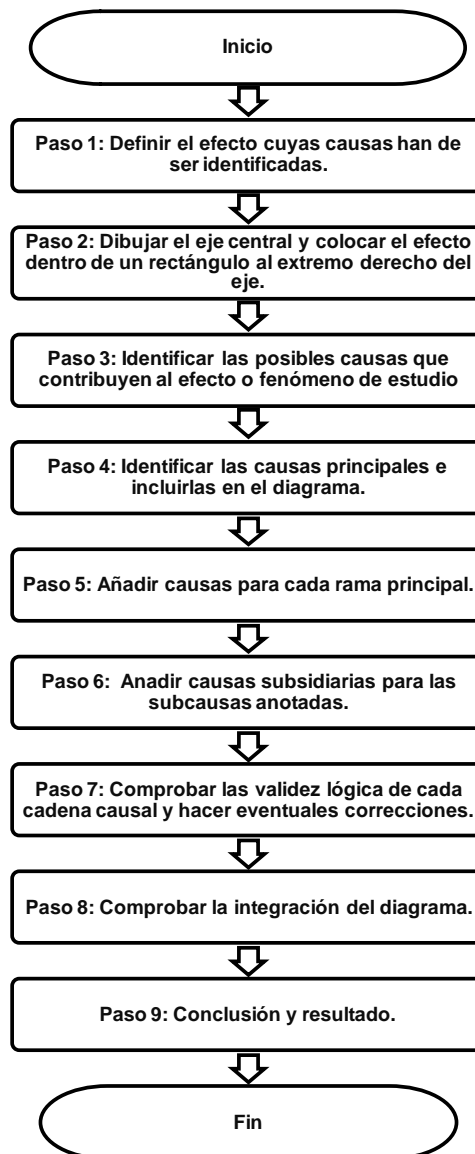 Inicio
Paso 1: Definir el efecto cuyas causas han de
ser identificadas.
Paso 2: Dibujar el eje central y colocar el efecto
dentro de un rectángulo al extremo derecho del
eje.
Paso 3: Identificar las posibles causas que
contribuyen al efecto o fenómeno de estudio
Paso 4: Identificar las causas principales e
incluirlas en el diagrama.
Paso 5: Añadir causas para cada rama principal.
Paso 6: Anadir causas subsidiarias para las
subcausas anotadas.
Paso 7: Comprobar las validez lógica de cada
cadena causal y hacer eventuales correcciones.
Paso 8: Comprobar la integración del diagrama.
Paso 9: Conclusión y resultado.
Fin